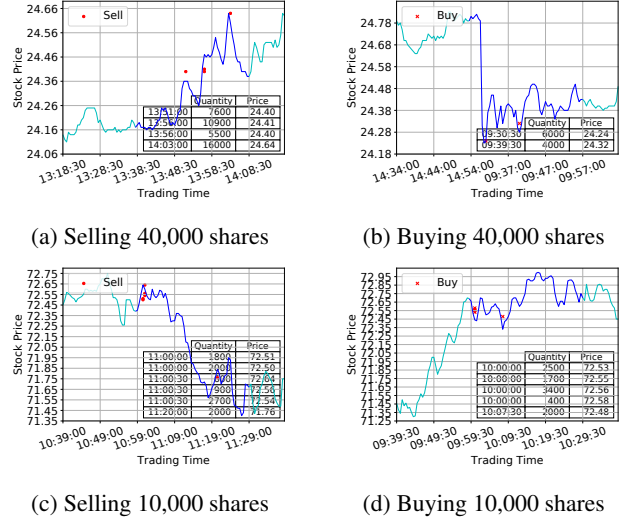 24.66
24.56
24.46
24.36
24.26
24.16
24.06
Stock Price
Sell
Quantity Price
13:51:00 7600 24.40
10900 24.41
13:56:00 5500 24.40
14:03:00 16000 24.64
13:18:30 13:28:30 13:38:30 13:48:30 13:58:30 14:08:30
Trading Time
(a) Selling 40,000 shares
24.78
24.68
24.58
24.48
24.38
24.28
24.18
Stock Price
Buy
Quantity Price
09:30:30 6000 24.24
09:39:30 4000 24.32
14:34:00 14:44:00 14:54:00 09:37:00 09:47:00 09:57:00
Trading Time
(b) Buying 40,000 shares
72.75
72.65
72.55
72.45
72.35
72.25
72.15
72.05
71.95
71.85
71.75
71.65
71.55
71.45
71.35
Stock Price
Sell
Quantity Price
11:00:00 1800 72.51
11:00:00 2000 72.50
11:00:30 72.64
11:00:30 900 72.56
11:00:30 2700 72.54
11:20:00 2000 71.76
10:39:00 10:49:00 10:59:00 11:09:00 11:19:00 11:29:00
Trading Time
(c) Selling 10,000 shares
72.95
72.85
72.75
72.65
72.55
72.45
72.35
72.25
72.15
72.05
71.95
71.85
71.75
71.65
71.55
71.45
71.35
71.25
Stock Price
Buy
Quantity Price
10:00:00 2500 72.53
10:00:00 1700 72.55
10:00:00 3400 72.56
10:00:00 400 72.58
10:07:30 2000 72.48
09:39:30 09:49:30 09:59:30 10:09:30 10:19:30 10:29:30
Trading Time
(d) Buying 10,000 shares